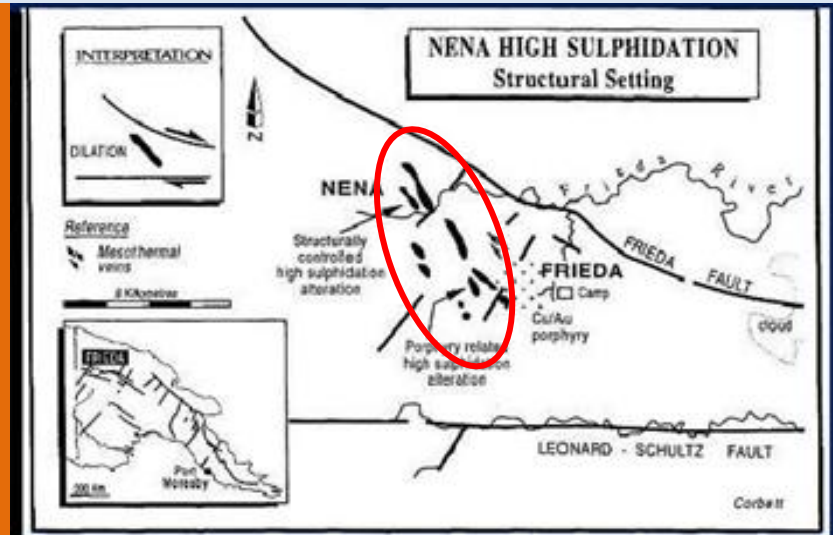 NENA HIGH SULPHIDATION
Structural Setting
INTERPRETATION
DILATION
Reference
Mesothermal
veins
8 Kilometres
N
NENA
Structurally
controlled
high sulphidation
alteration
Frieda River
FRIEDA
FAULT
FRIEDA
Camp
Cu/Au
porphyry
cloud
Porphyry related
high sulphidation
alteration
FRIEDA
Port
Moresby
200 Km.
LEONARD - SCHULTZ FAULT
Corbett